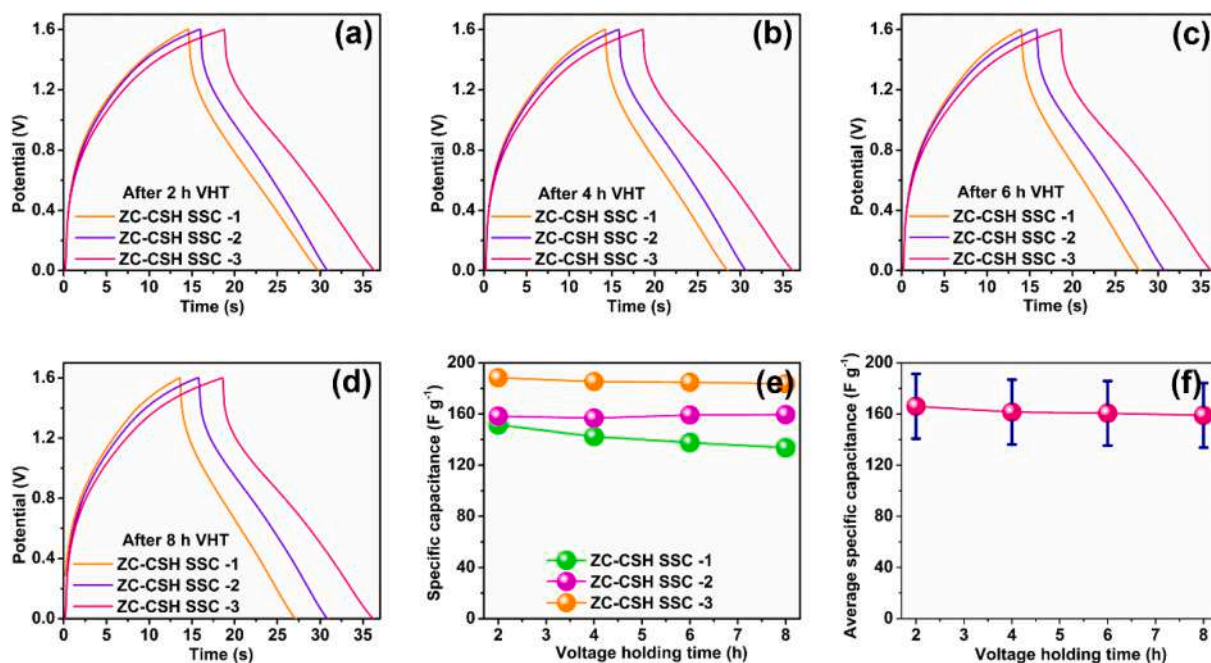 (a)
Potential (V)
1.6
1.2
0.8
0.4
0.0
After 2 h VHT
ZC-CSH SSC -1
ZC-CSH SSC -2
ZC-CSH SSC -3
0 5 10 15 20 25 30 35
Time (s)
(b)
Potential (V)
1.6
1.2
0.8
0.4
0.0
After 4 h VHT
ZC-CSH SSC -1
ZC-CSH SSC -2
ZC-CSH SSC -3
0 5 10 15 20 25 30 35
Time (s)
(c)
Potential (V)
1.6
1.2
0.8
0.4
0.0
After 6 h VHT
ZC-CSH SSC -1
ZC-CSH SSC -2
ZC-CSH SSC -3
0 5 10 15 20 25 30 35
Time (s)
(d)
Potential (V)
1.6
1.2
0.8
0.4
0.0
After 8 h VHT
ZC-CSH SSC -1
ZC-CSH SSC -2
ZC-CSH SSC -3
0 5 10 15 20 25 30 35
Time (s)
(e)
Specific capacitance (F g⁻¹)
200
160
120
80
40
0
ZC-CSH SSC -1
ZC-CSH SSC -2
ZC-CSH SSC -3
2 3 4 5 6 7 8
Voltage holding time (h)
(f)
Average specific capacitance (F g⁻¹)
200
160
120
80
40
0
2 3 4 5 6 7 8
Voltage holding time (h)